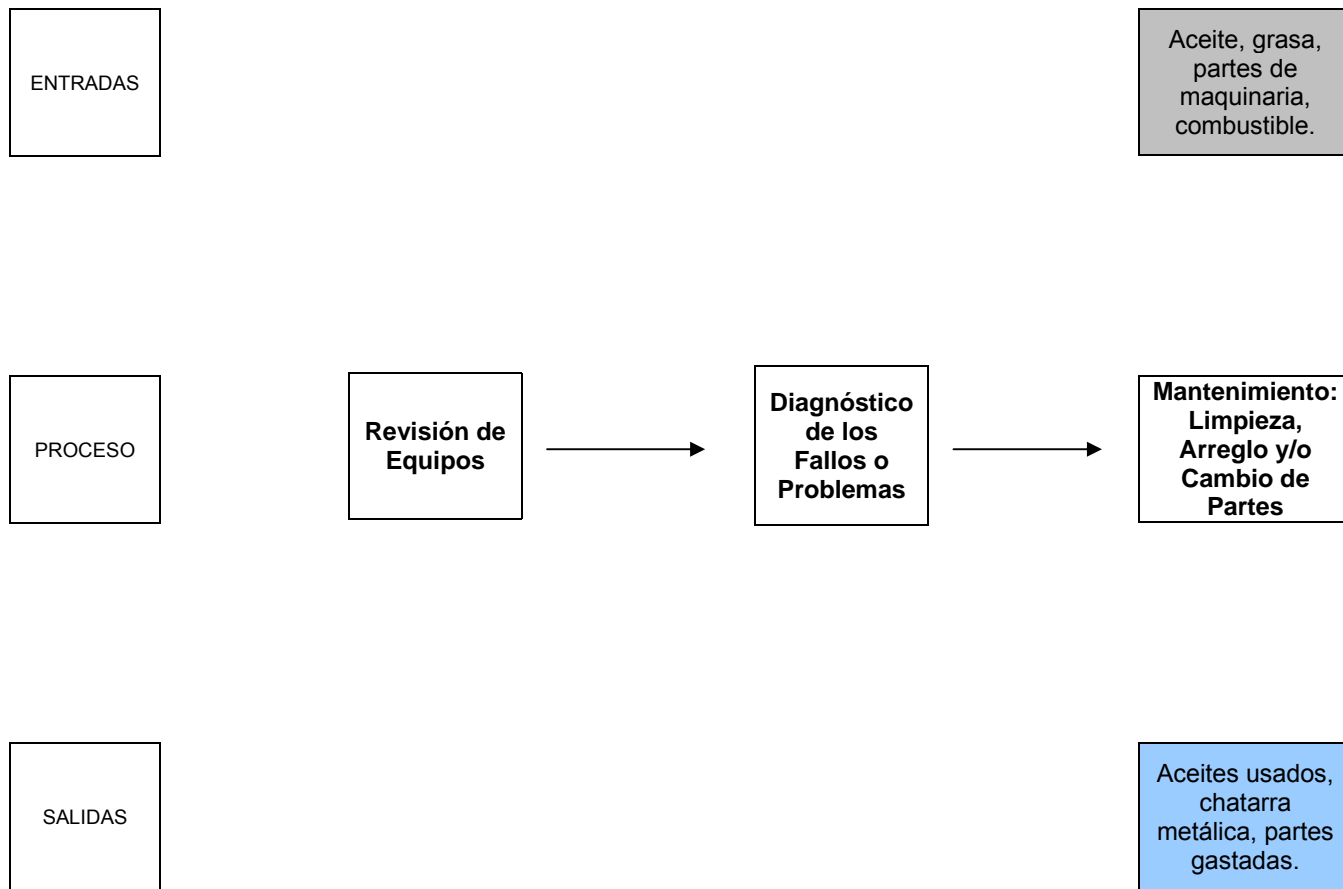 ENTRADAS
Aceite, grasa,
partes de
maquinaria,
combustible.
PROCESO
Revisión de
Equipos
Diagnóstico
de los
Fallos o
Problemas
Mantenimiento:
Limpieza,
Arreglo y/o
Cambio de
Partes
SALIDAS
Aceites usados,
chatarra
metálica, partes
gastadas.